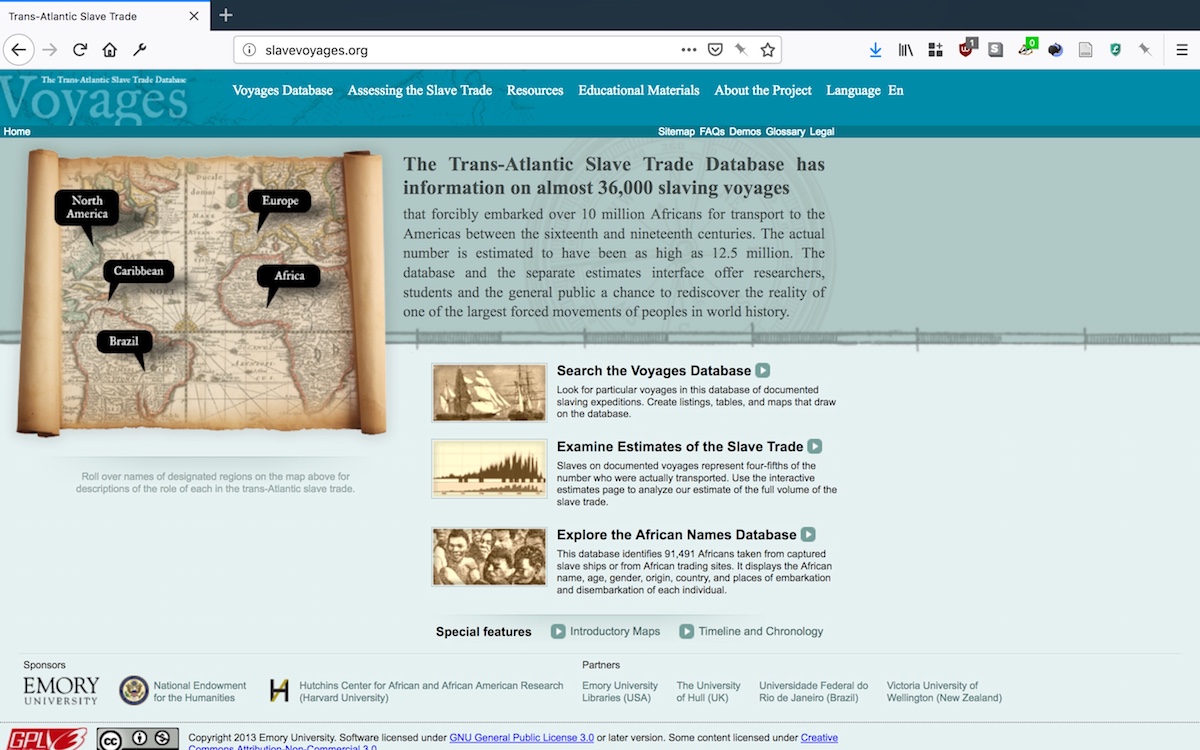 Trans-Atlantic Slave Trade
slavevoyages.org
1
0
The Trans-Atlantic Slave Trade Database
Voyages
Voyages Database Assessing the Slave Trade Resources Educational Materials About the Project Language En
Home
Sitemap FAQs Demos Glossary Legal
North
America
Europe
Caribbean
Africa
Brazil
Roll over names of designated regions on the map above for
descriptions of the role of each in the trans-Atlantic slave trade.
The Trans-Atlantic Slave Trade Database has
information on almost 36,000 slaving voyages
that forcibly embarked over 10 million Africans for transport to the
Americas between the sixteenth and nineteenth centuries. The actual
number is estimated to have been as high as 12.5 million. The
database and the separate estimates interface offer researchers,
students and the general public a chance to rediscover the reality of
one of the largest forced movements of peoples in world history.
Search the Voyages Database
Look for particular voyages in this database of documented
slaving expeditions. Create listings, tables, and maps that draw
on the database.
Examine Estimates of the Slave Trade
Slaves on documented voyages represent four-fifths of the
number who were actually transported. Use the interactive
estimates page to analyze our estimate of the full volume of the
slave trade.
Explore the African Names Database
This database identifies 91,491 Africans taken from captured
slave ships or from African trading sites. It displays the African
name, age, gender, origin, country, and places of embarkation
and disembarkation of each individual.
Special features Introductory Maps Timeline and Chronology
Sponsors
EMORY
UNIVERSITY
National Endowment
for the Humanities
H
Hutchins Center for African and African American Research
(Harvard University)
Partners
Emory University
Libraries (USA)
The University
of Hull (UK)
Universidade Federal do
Rio de Janeiro (Brazil)
Victoria University of
Wellington (New Zealand)
GPLv3
cc
Copyright 2013 Emory University. Software licensed under GNU General Public License 3.0 or later version. Some content licensed under Creative
Commons Attribution-Non-Commercial 3.0